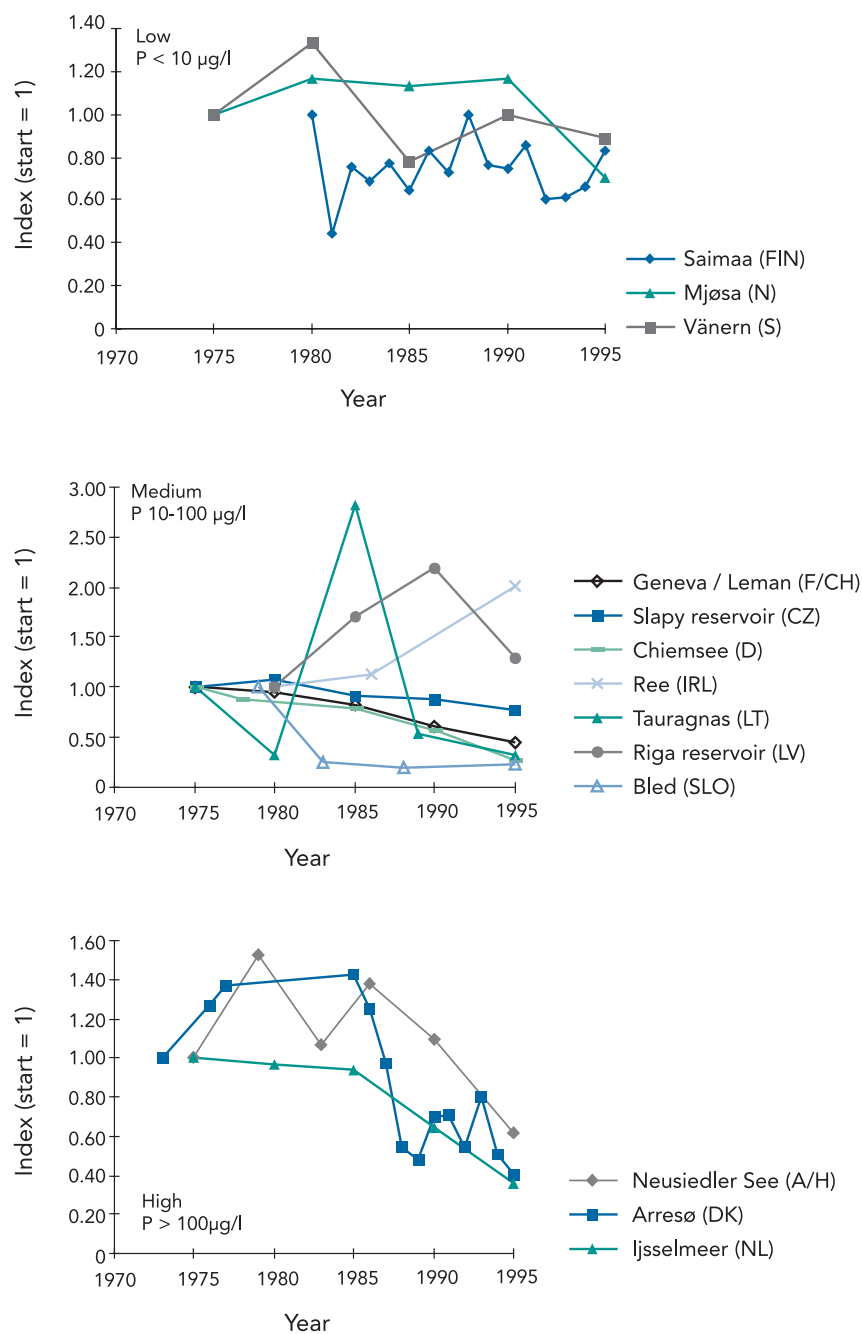 1.40
Low
P < 10 µg/l
1.20
1.00
0.80
0.60
0.40
0.20
0
Index (start = 1)
1970
1975
1980
1985
1990
1995
Year
Saimaa (FIN)
Mjøsa (N)
Vänern (S)
3.00
Medium
P 10-100 µg/l
2.50
2.00
1.50
1.00
0.50
0
Index (start = 1)
1970
1975
1980
1985
1990
1995
Year
Geneva / Leman (F/CH)
Slapy reservoir (CZ)
Chiemsee (D)
Ree (IRL)
Tauragnas (LT)
Riga reservoir (LV)
Bled (SLO)
1.60
1.40
1.20
1.00
0.80
0.60
0.40
0.20
0
Index (start = 1)
High
P > 100µg/l
1970
1975
1980
1985
1990
1995
Year
Neusiedler See (A/H)
Arresø (DK)
Ijsselmeer (NL)